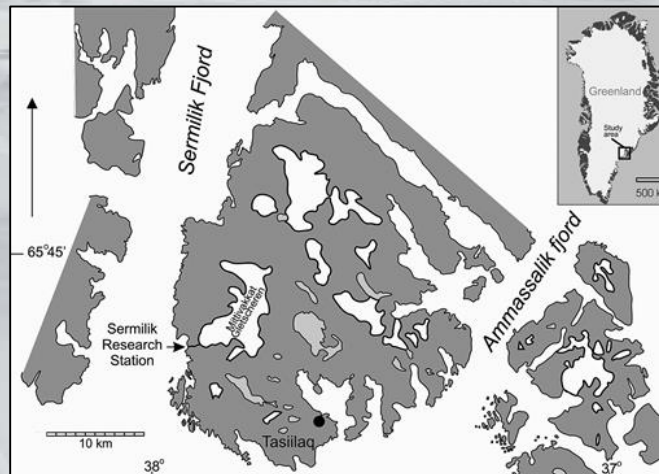 Sermilik Fjord
Greenland
Study
area
500 k
65°45'
Mittivakkat
Gletscheren
Ammassalik fjord
Sermilik
Research
Station
10 km
Tasiilaq
38°
37°